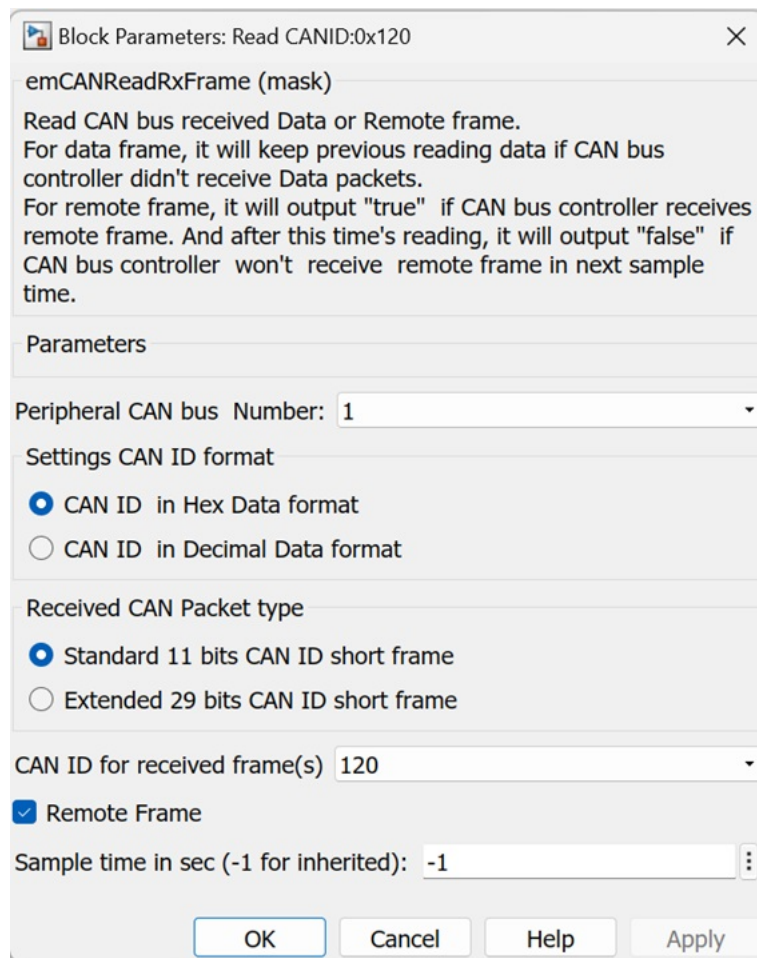 Block Parameters: Read CANID:0x120
emCANReadRxFrame (mask)
Read CAN bus received Data or Remote frame.
For data frame, it will keep previous reading data if CAN bus
controller didn't receive Data packets.
For remote frame, it will output "true"  if CAN bus controller receives
remote frame. And after this time's reading, it will output "false"  if
CAN bus controller  won't  receive  remote frame in next sample
time.
Parameters
Peripheral CAN bus  Number: 1
Settings CAN ID format
CAN ID  in Hex Data format
CAN ID  in Decimal Data format
Received CAN Packet type
Standard 11 bits CAN ID short frame
Extended 29 bits CAN ID short frame
CAN ID for received frame(s) 120
Remote Frame
Sample time in sec (-1 for inherited): -1
OK Cancel Help Apply